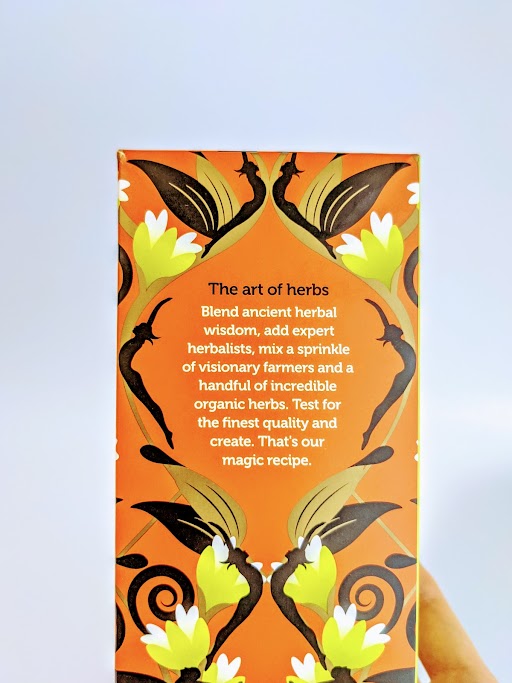 The art of herbs
Blend ancient herbal
wisdom, add expert
herbalists, mix a sprinkle
of visionary farmers and a
handful of incredible
organic herbs. Test for
the finest quality and
create. That's our
magic recipe.